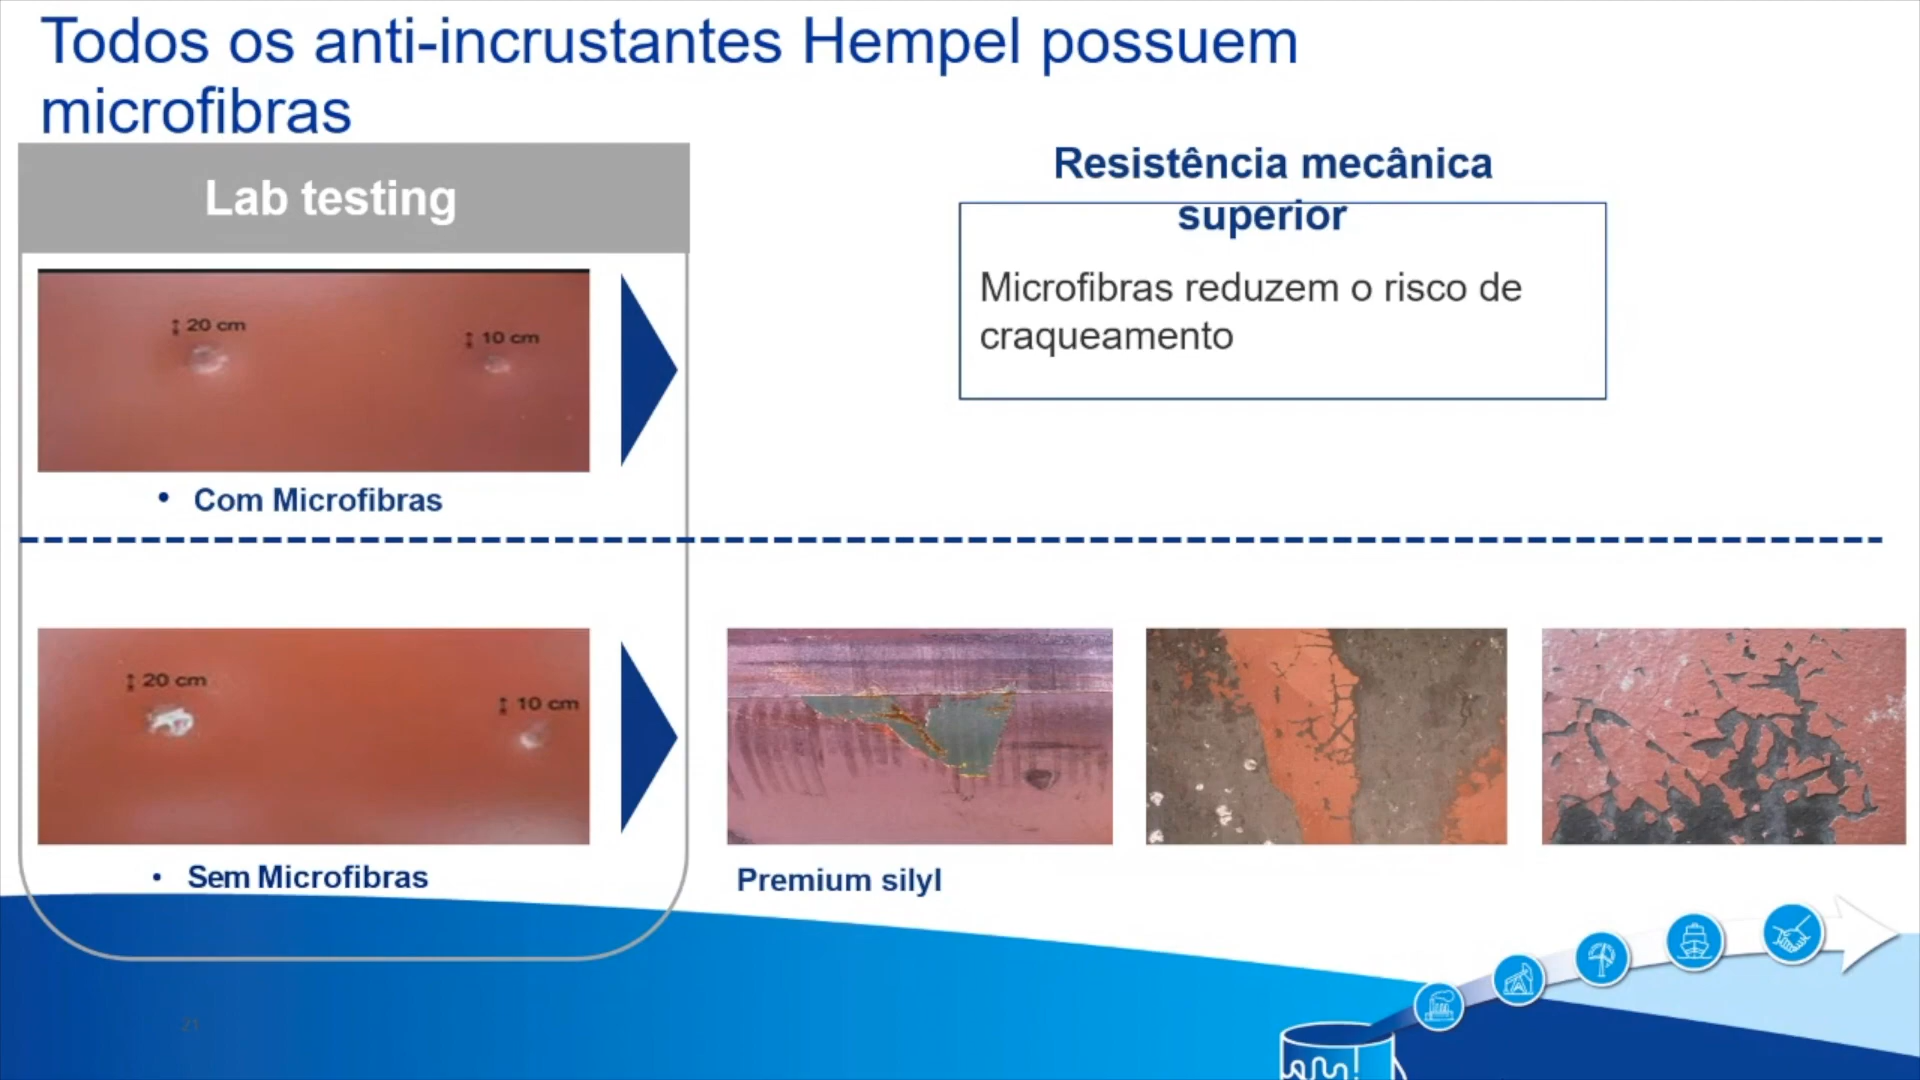 Todos os anti-incrustantes Hempel possuem
microfibras
Lab testing
20 cm
10 cm
Com Microfibras
Resistência mecânica
superior
Microfibras reduzem o risco de
craqueamento
20 cm
10 cm
Sem Microfibras
Premium silyl
21